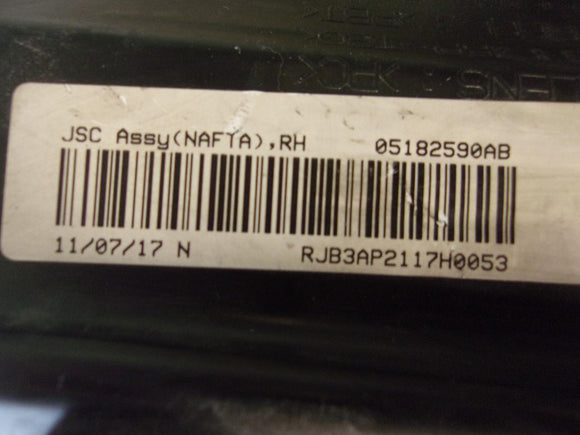 JSC Assy(NAFTA),RH 05182590AB
11/07/17 N RJB3AP2117H0053